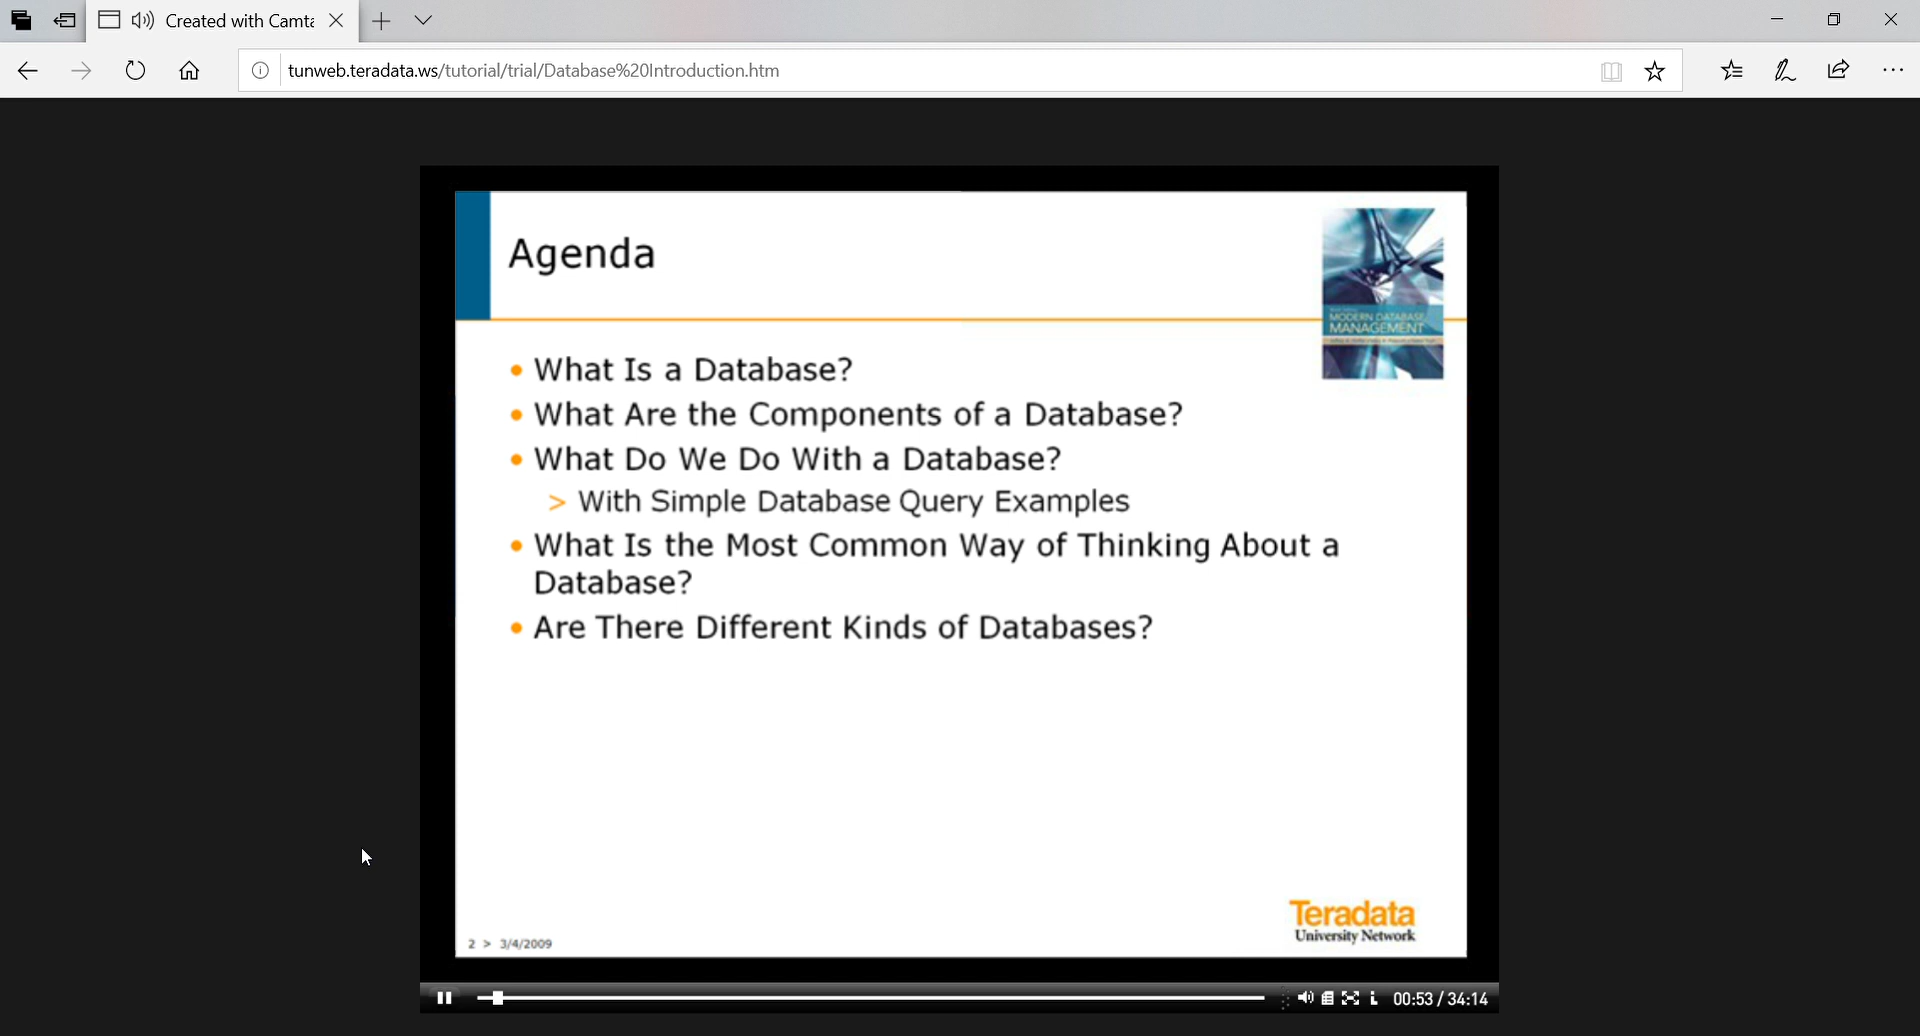 Created with Camta
tunweb.teradata.ws/tutorial/trial/Database%20Introduction.htm
Agenda
MODERN DATABASE
MANAGEMENT
• What Is a Database?
• What Are the Components of a Database?
• What Do We Do With a Database?
> With Simple Database Query Examples
• What Is the Most Common Way of Thinking About a
Database?
• Are There Different Kinds of Databases?
Teradata
University Network
2 > 3/4/2009
00:53 / 34:14